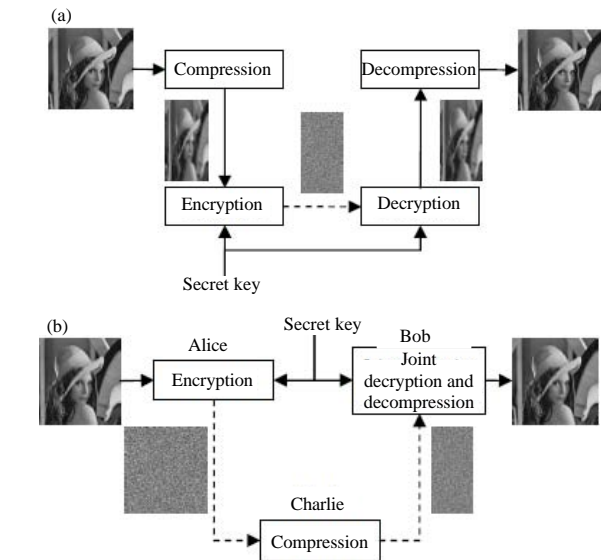 (a)
Compression
Decompression
Encryption
Decryption
Secret key
(b)
Secret key
Alice
Bob
Encryption
Joint
decryption and
decompression
Charlie
Compression